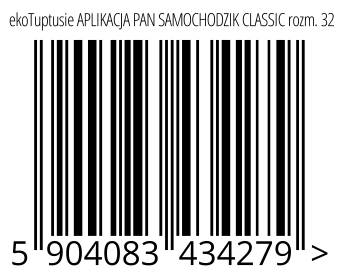 ekoTuptusie APLIKACJA PAN SAMOCHODZIK CLASSIC rozm. 32
5 904083 434279 >